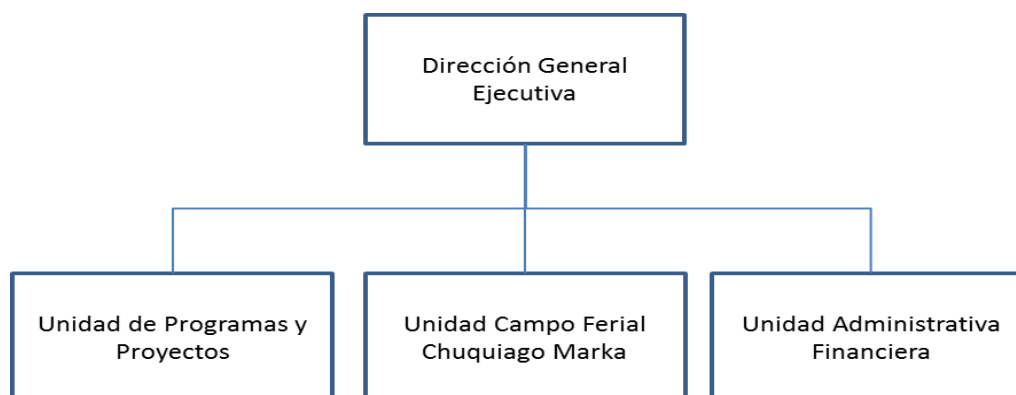 Dirección General
Ejecutiva
Unidad de Programas y
Proyectos
Unidad Campo Ferial
Chuquiago Marka
Unidad Administrativa
Financiera